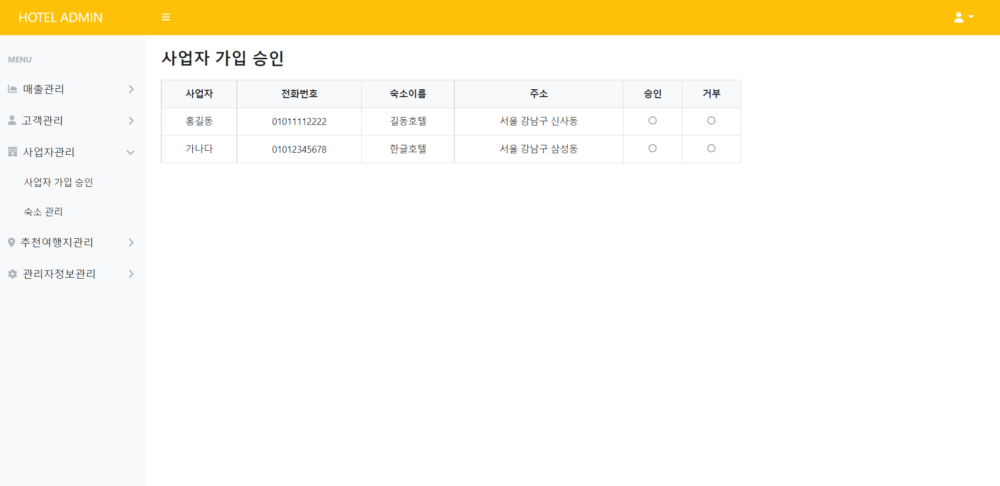 HOTEL ADMIN
MENU
매출관리
고객관리
사업자관리
사업자 가입 승인
숙소 관리
추천여행지관리
관리자정보관리
사업자 가입 승인
사업자 전화번호 숙소이름 주소 승인 거부
홍길동 01011112222 길동호텔 서울 강남구 신사동
가나다 01012345678 한글호텔 서울 강남구 삼성동